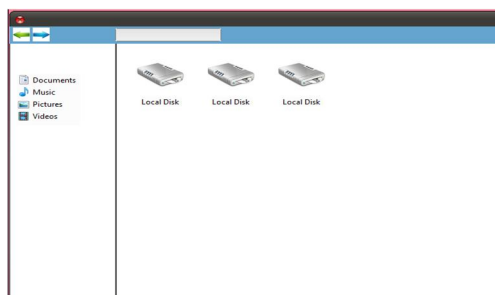 Documents
Music
Pictures
Videos
Local Disk Local Disk Local Disk